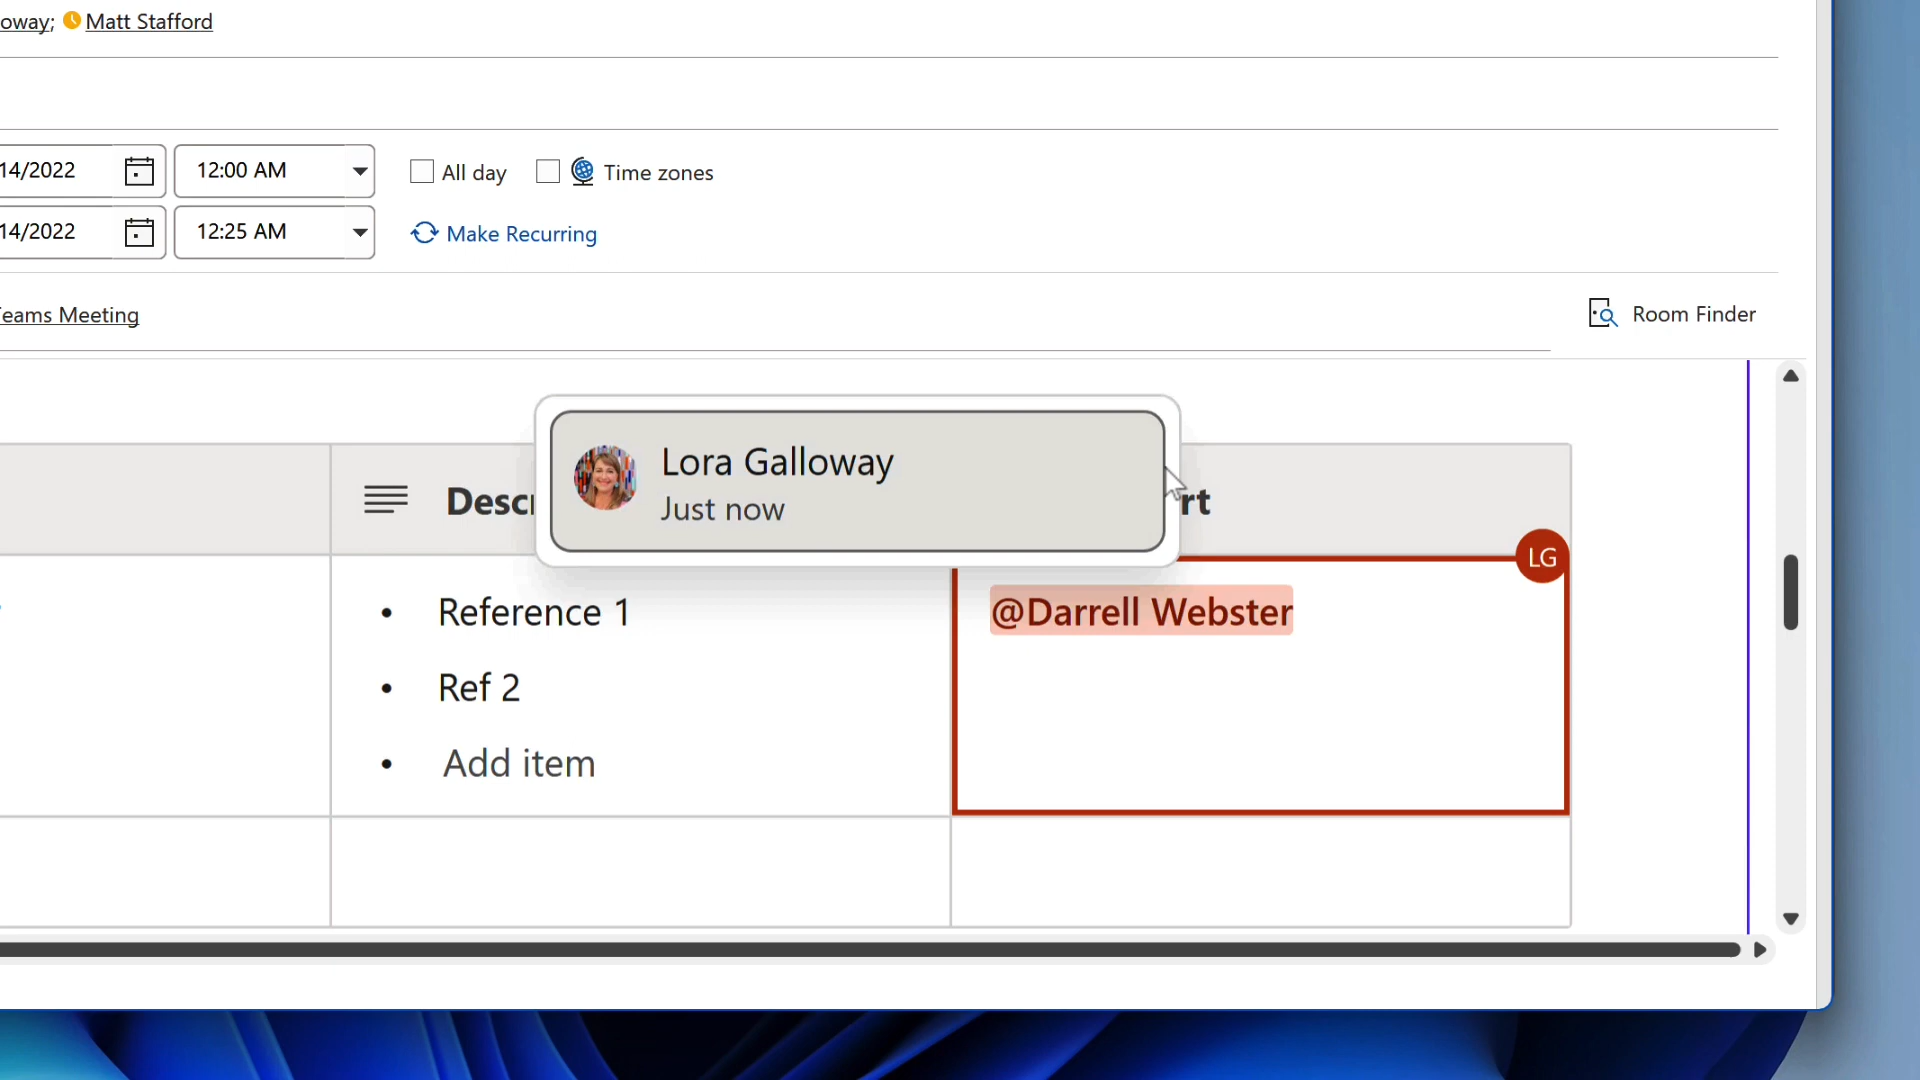 oway; Matt Stafford
14/2022 12:00 AM All day Time zones
14/2022 12:25 AM Make Recurring
eams Meeting Room Finder
Lora Galloway
Just now
Descr rt
LG
Reference 1 @Darrell Webster
Ref 2
Add item